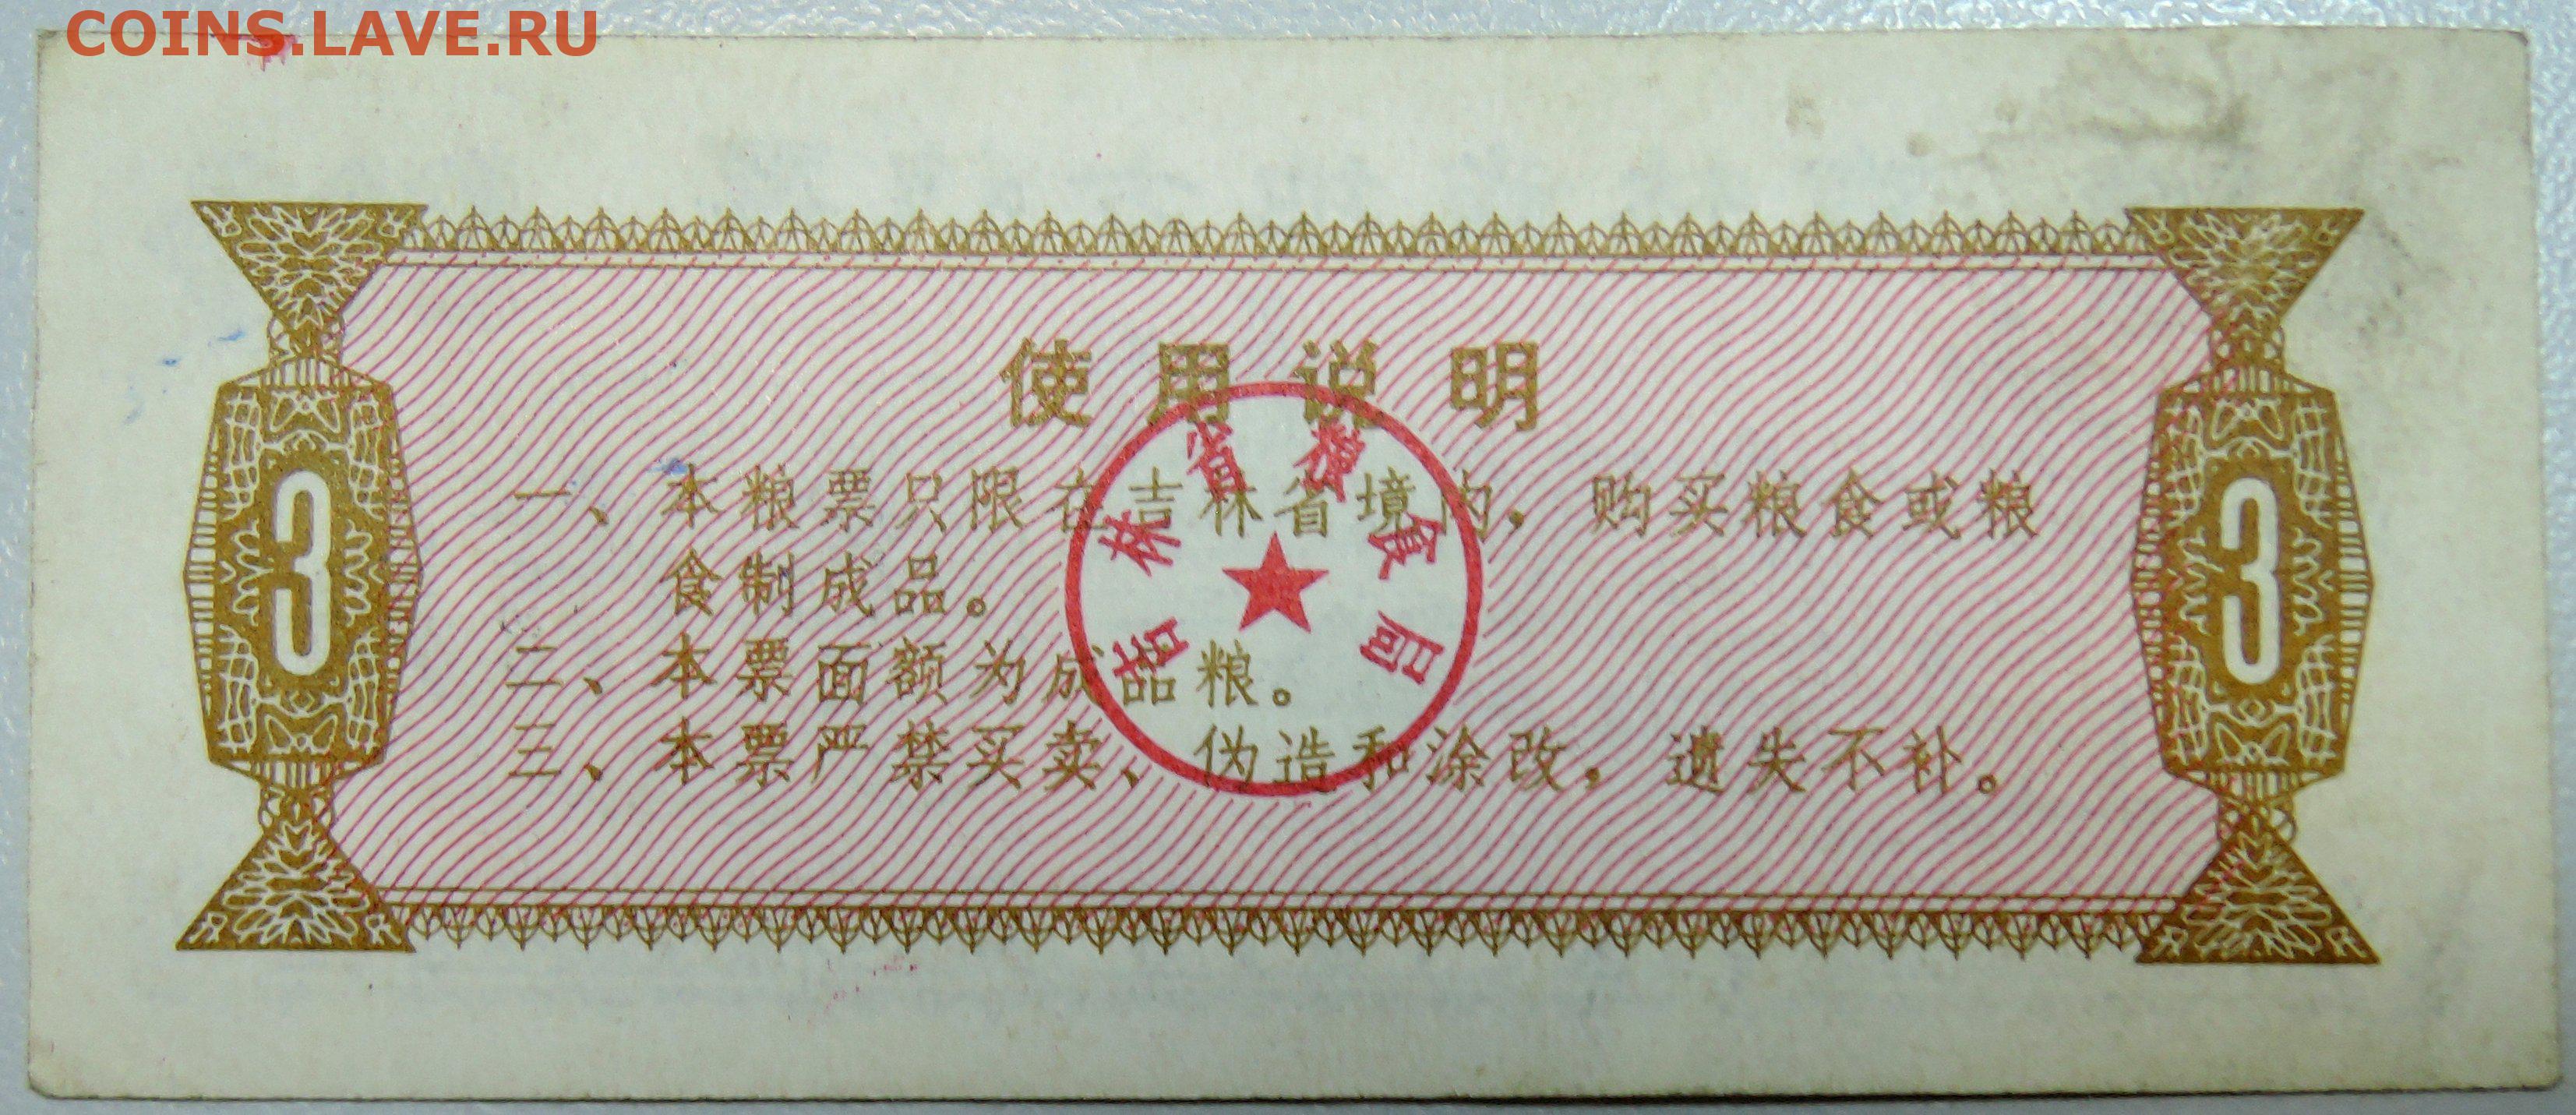 COINS.LAVE.RU
使用说明
一、本粮票只限在吉林省境内，购买粮食或粮
食制成品。
二、本票面额为成品粮。
三、本票严禁买卖、伪造和涂改，遗失不补。
吉林省粮食局
3
3